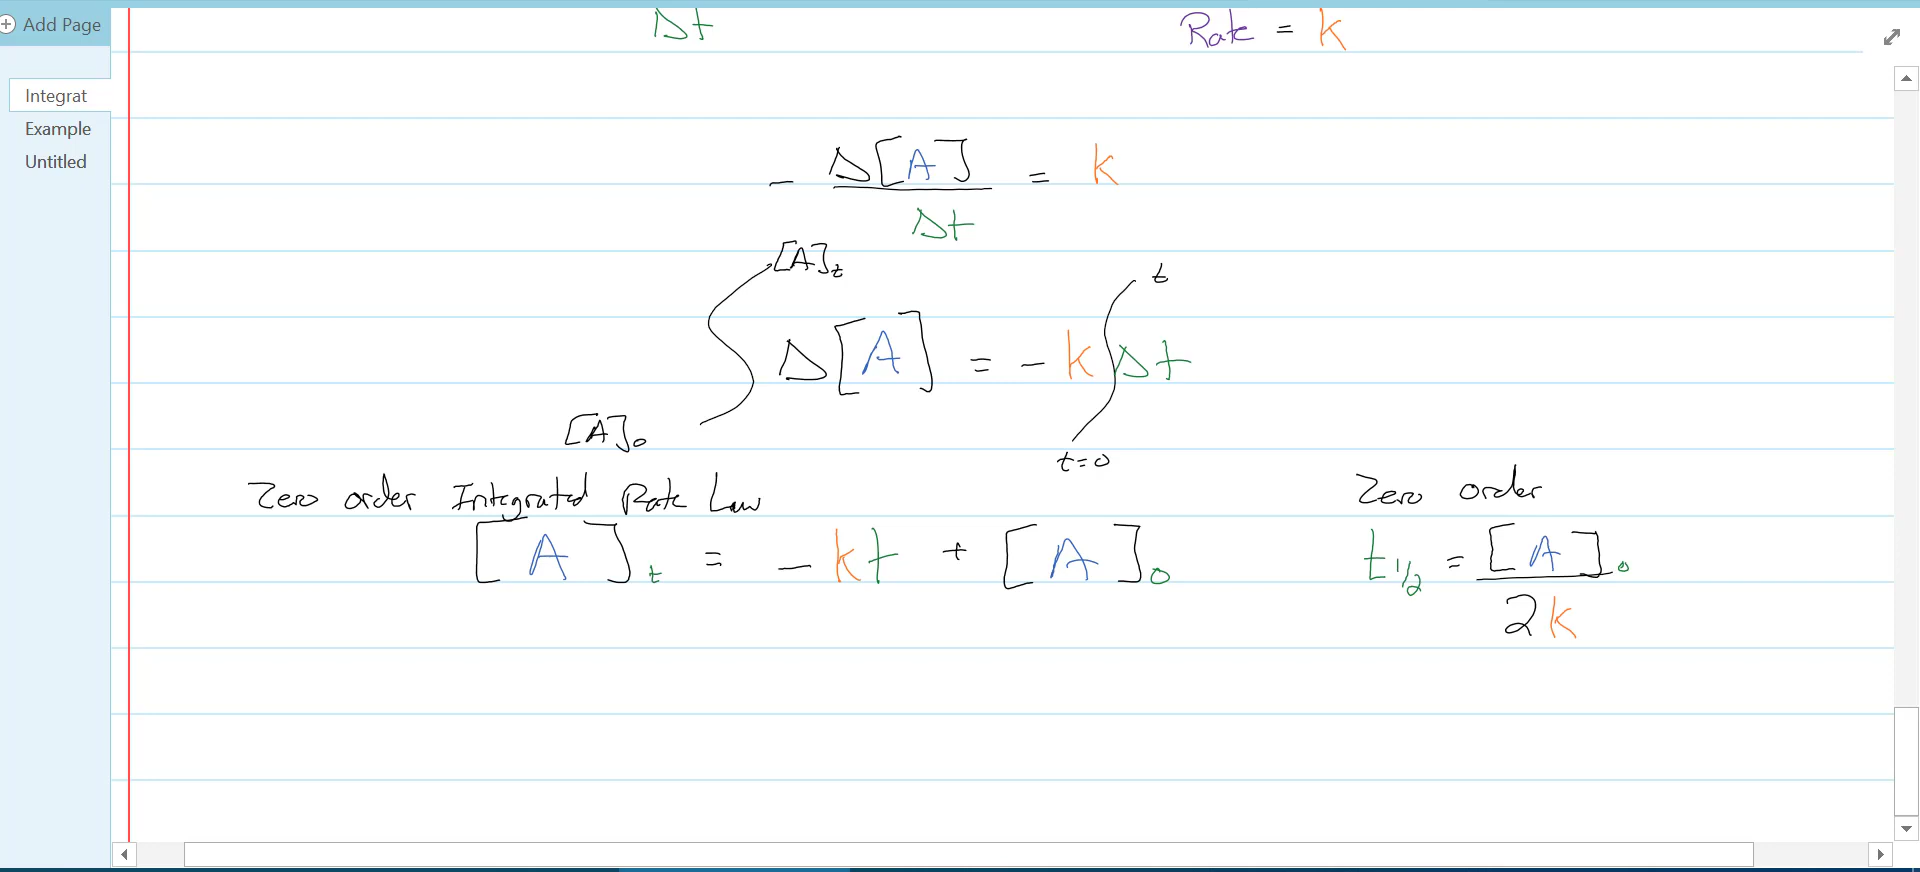 Add Page
Integrat
Example
Untitled
Δt
Rate = k
- Δ[A] / Δt = k
[A]t
t
Δ[A] = - k Δt
[A]0
t=0
Zero order Integrated Rate Law
[A]t = - kt + [A]0
Zero order
t1/2 = [A]0 / 2k